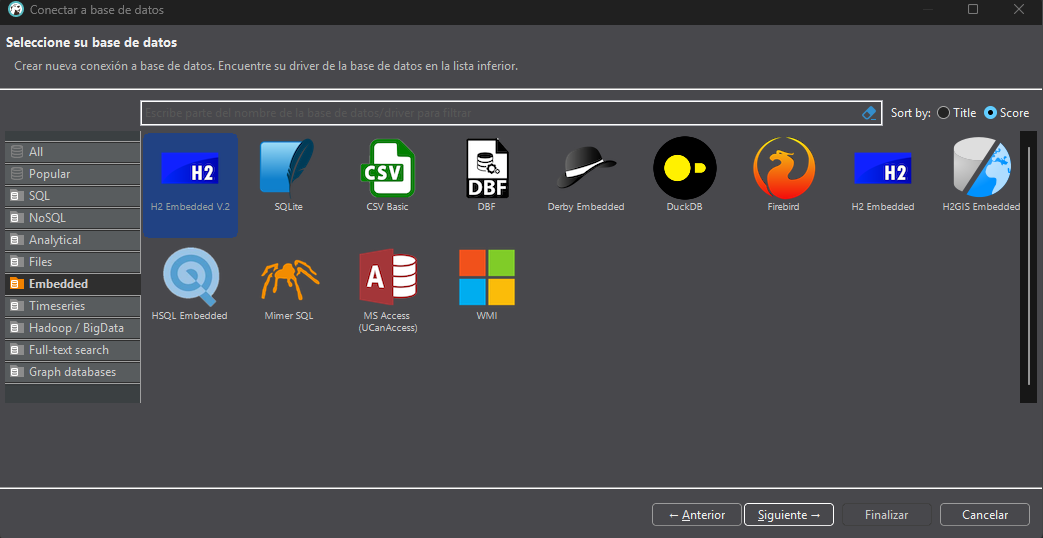 Conectar a base de datos
Seleccione su base de datos
Crear nueva conexión a base de datos. Encuentre su driver de la base de datos en la lista inferior.
Escribe parte del nombre de la base de datos/driver para filtrar
Sort by: Title Score
All
Popular
SQL
NoSQL
Analytical
Files
Embedded
Timeseries
Hadoop / BigData
Full-text search
Graph databases
H2
CSV
DBF
H2
H2 Embedded V.2
SQLite
CSV Basic
DBF
Derby Embedded
DuckDB
Firebird
H2 Embedded
H2GIS Embedded
A
HSQL Embedded
Mimer SQL
MS Access
(UCanAccess)
WMI
← Anterior
Siguiente →
Finalizar
Cancelar